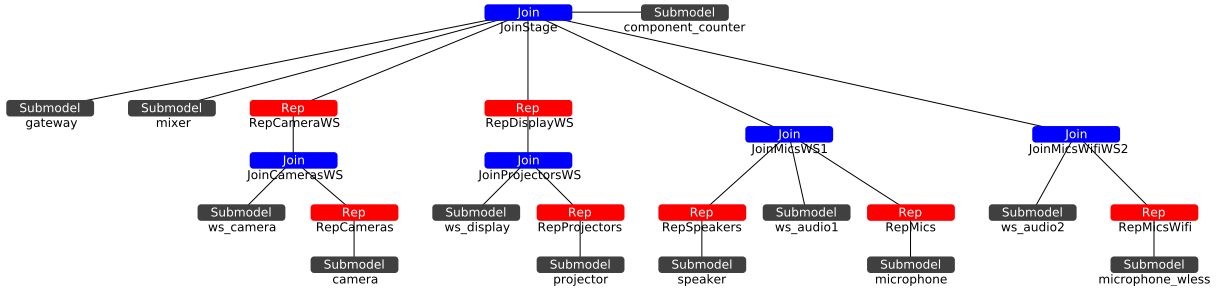 Join
JoinStage
Submodel
component_counter
Submodel
gateway
Submodel
mixer
Rep
RepCameraWS
Rep
RepDisplayWS
Join
JoinMicsWS1
Join
JoinMicsWifiWS2
Join
JoinCamerasWS
Join
JoinProjectorsWS
Submodel
ws_camera
Rep
RepCameras
Submodel
ws_display
Rep
RepProjectors
Rep
RepSpeakers
Submodel
ws_audio1
Rep
RepMics
Submodel
ws_audio2
Rep
RepMicsWifi
Submodel
camera
Submodel
projector
Submodel
speaker
Submodel
microphone
Submodel
microphone_wless